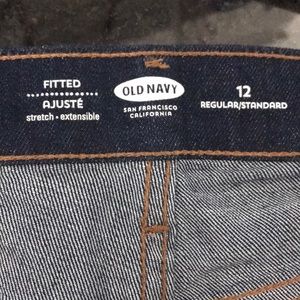 FITTED
AJUSTÉ
stretch • extensible
OLD NAVY
SAN FRANCISCO
CALIFORNIA
12
REGULAR/STANDARD